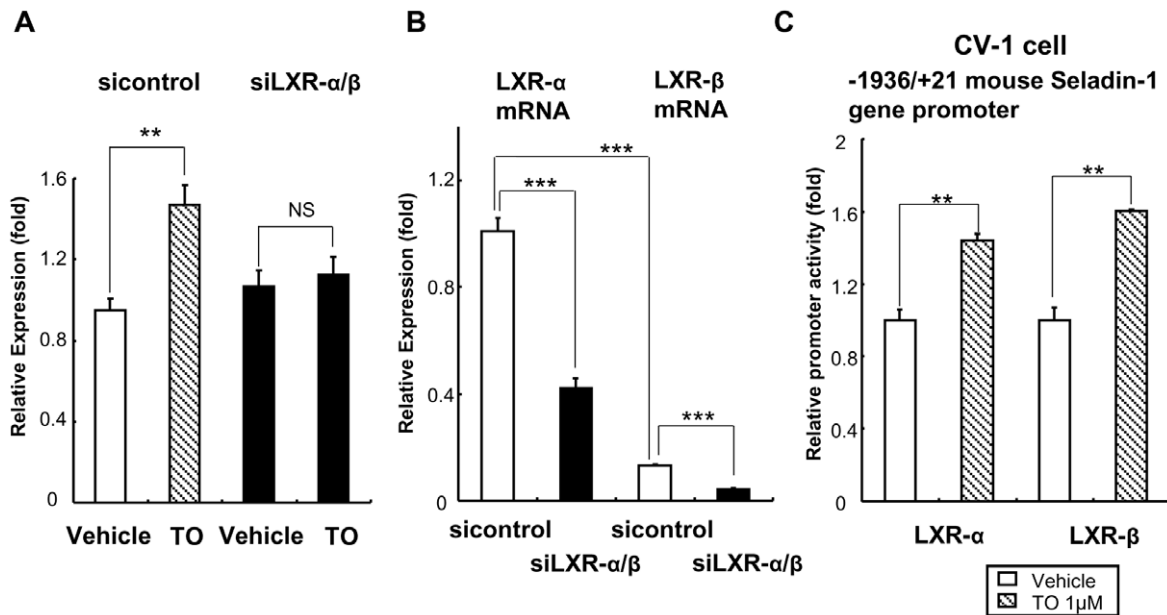 A
sicontrol
siLXR-α/β
**
NS
Relative Expression (fold)
1.6
1.2
0.8
0.4
0
Vehicle
TO
Vehicle
TO
B
LXR-α
mRNA
LXR-β
mRNA
***
***
***
Relative Expression (fold)
1.2
0.8
0.4
0
sicontrol
sicontrol
siLXR-α/β
siLXR-α/β
C
CV-1 cell
-1936/+21 mouse Seladin-1
gene promoter
**
**
Relative promoter activity (fold)
2
1.6
1.2
0.8
0.4
0
LXR-α
LXR-β
Vehicle
TO 1µM